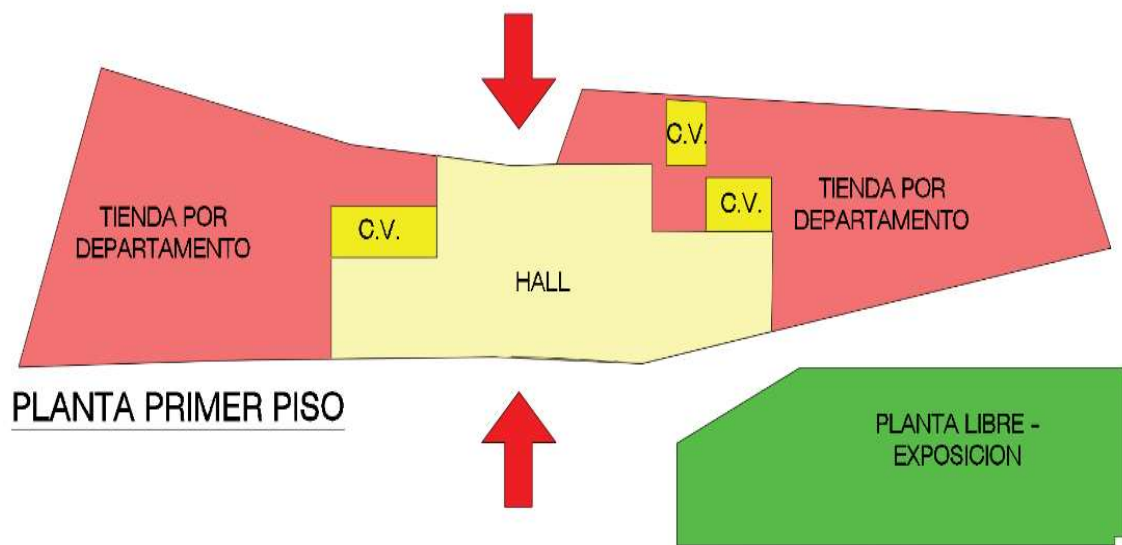 C.V.
TIENDA POR
DEPARTAMENTO
C.V.
TIENDA POR
DEPARTAMENTO
C.V.
HALL
PLANTA PRIMER PISO
PLANTA LIBRE -
EXPOSICION